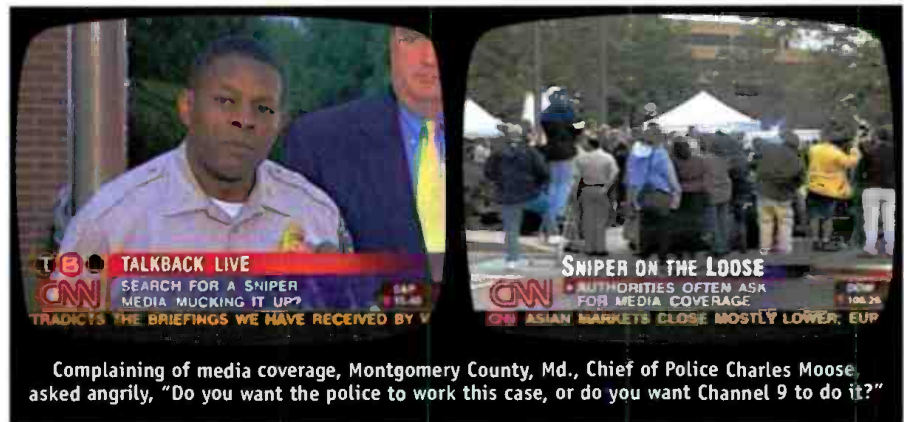 TALKBACK LIVE
CNN
SEARCH FOR A SNIPER
MEDIA MUCKING IT UP?
TRADICTS THE BRIEFINGS WE HAVE RECEIVED BY
SNIPER ON THE LOOSE
CNN
AUTHORITIES OFTEN ASK
FOR MEDIA COVERAGE
DOW
CNN ASIAN MARKETS CLOSE MOSTLY LOWER; EUR
Complaining of media coverage, Montgomery County, Md., Chief of Police Charles Moose,
asked angrily, "Do you want the police to work this case, or do you want Channel 9 to do it?"